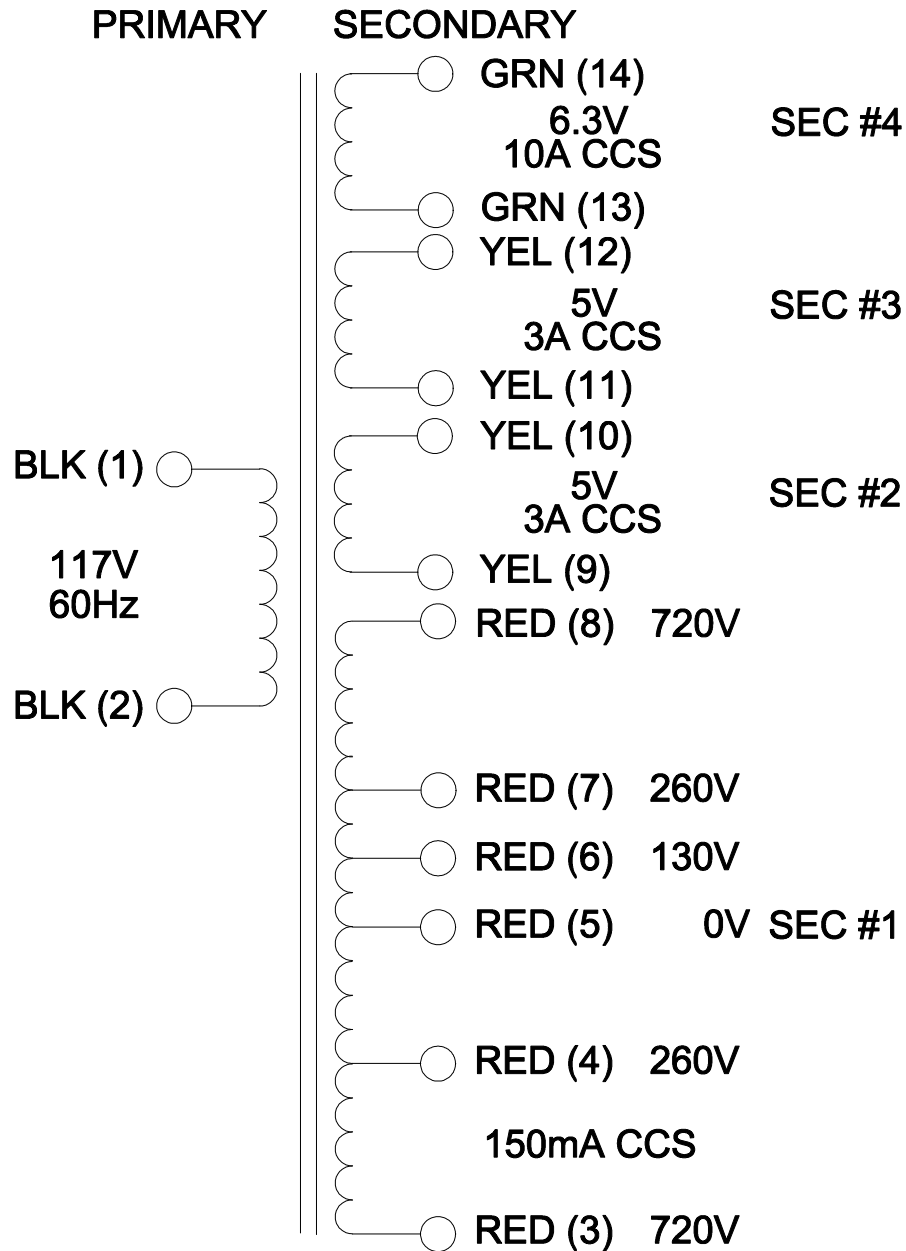 PRIMARY SECONDARY
GRN (14)
6.3V SEC #4
10A CCS
GRN (13)
YEL (12)
5V SEC #3
3A CCS
YEL (11)
YEL (10)
BLK (1)
5V SEC #2
3A CCS
117V
YEL (9)
60Hz
RED (8) 720V
BLK (2)
RED (7) 260V
RED (6) 130V
RED (5) 0V SEC #1
RED (4) 260V
150mA CCS
RED (3) 720V